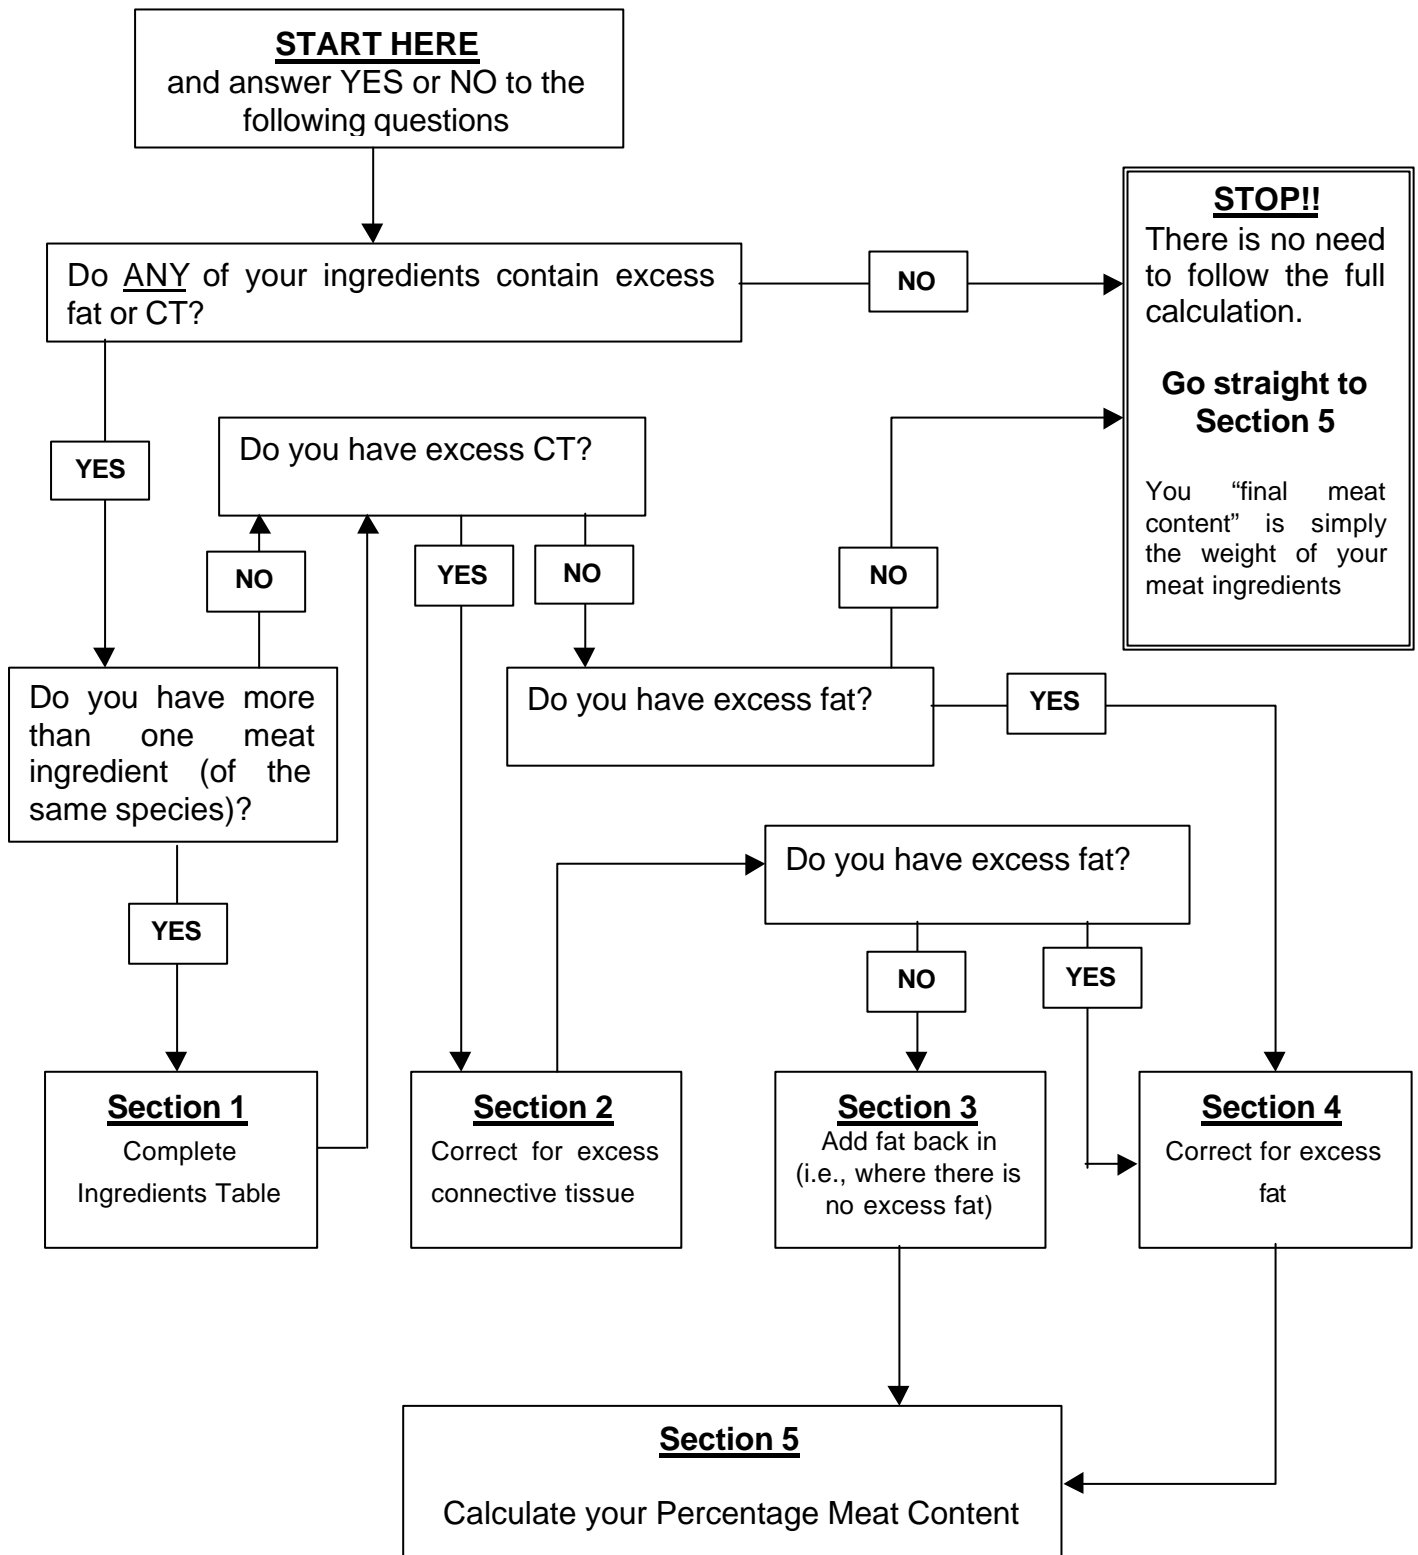 START HERE
and answer YES or NO to the
following questions
Do ANY of your ingredients contain excess
fat or CT?
NO
STOP!!
There is no need
to follow the full
calculation.
Go straight to
Section 5
You “final meat
content” is simply
the weight of your
meat ingredients
YES
Do you have excess CT?
NO
YES
NO
NO
Do you have more
than one meat
ingredient (of the
same species)?
Do you have excess fat?
YES
Do you have excess fat?
YES
NO
YES
Section 1
Complete
Ingredients Table
Section 2
Correct for excess
connective tissue
Section 3
Add fat back in
(i.e., where there is
no excess fat)
Section 4
Correct for excess
fat
Section 5
Calculate your Percentage Meat Content